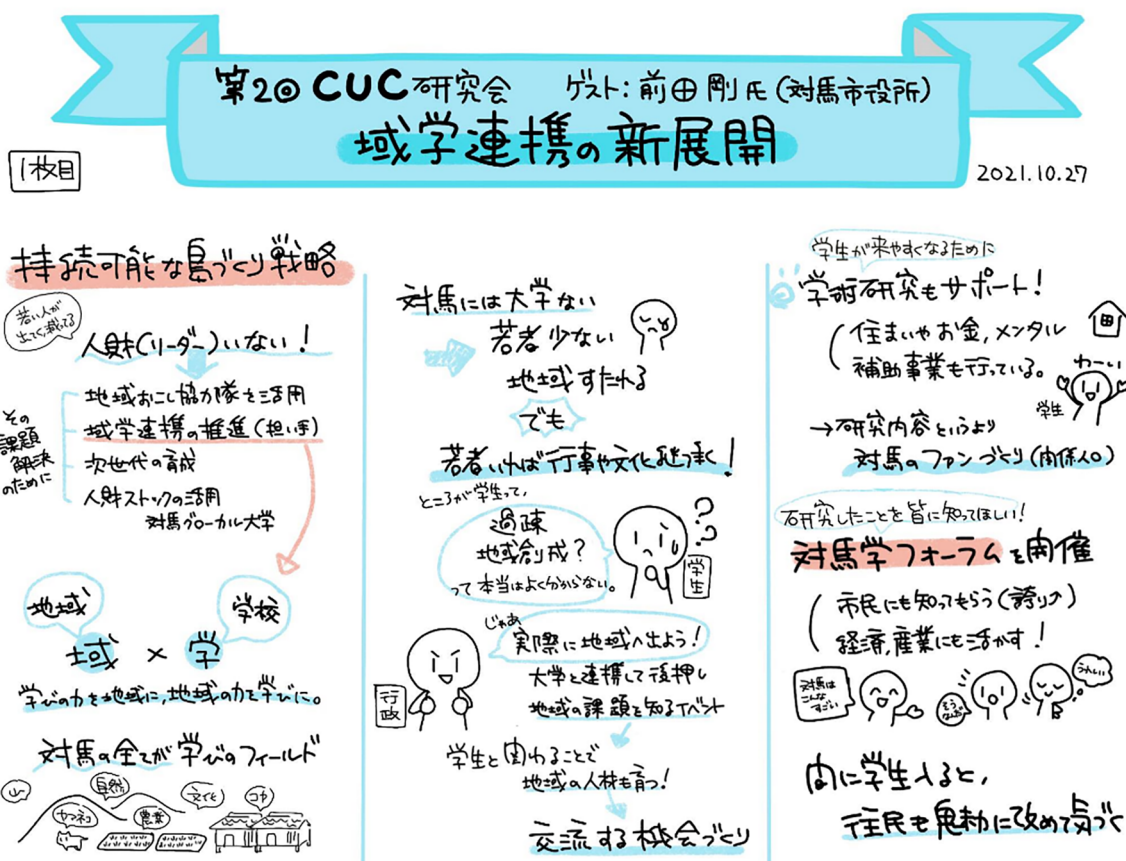 第2回 CUC研究会 ゲスト:前田 剛 氏(対馬市役所)
域学連携の新展開
1枚目
2021.10.27
持続可能な島づくり戦略
若い人が
出てく減ってる
人財(リーダー)いない!
その
課題
解決
のために
地域おこし協力隊を活用
域学連携の推進(担い手)
次世代の育成
人財ストックの活用
対馬グローカル大学
地域
学校
域 × 学
学びの力を地域に、地域の力を学びに。
対馬の全てが学びのフィールド
山
自然
文化
コヤ
ヤマネコ
農業
対馬には大学ない
若者少ない
地域すたれる
でも
若者いれば行事や文化も引き継ぐ!
ところが学生って、
過疎
地域創成?
って本当はよく分からない。
学生
じゃあ
実際に地域へ出よう!
行政
大学と連携して後押し
地域の課題を知るイベント
学生と関わることで
地域の人材も育つ!
交流する機会づくり
学生が来やすくなるために
学術研究もサポート!
住まいやお金,メンタル
補助事業も行っている。
わーい
学生
→研究内容というより
対馬のファンづくり(関係人口)
研究したことを皆に知ってほしい!
対馬学フォーラムを開催
市民にも知ってもらう(誇りの)
経済,産業にも活かす!
対馬は
こんな
すごい
そう
なんだ
うれしい
間に学生入ると、
住民も魅力に改めて気づく